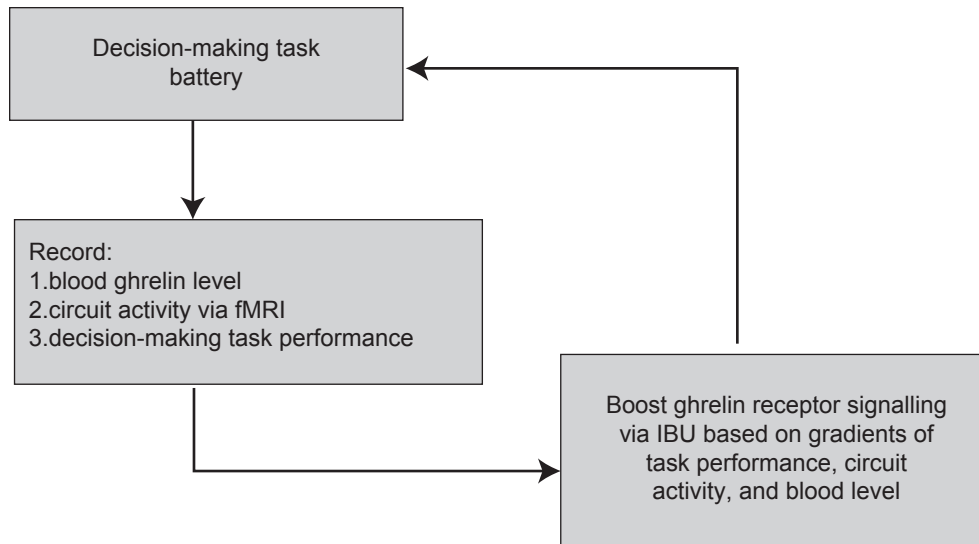 Decision-making task
battery
Record:
1.blood ghrelin level
2.circuit activity via fMRI
3.decision-making task performance
Boost ghrelin receptor signalling
via IBU based on gradients of
task performance, circuit
activity, and blood level